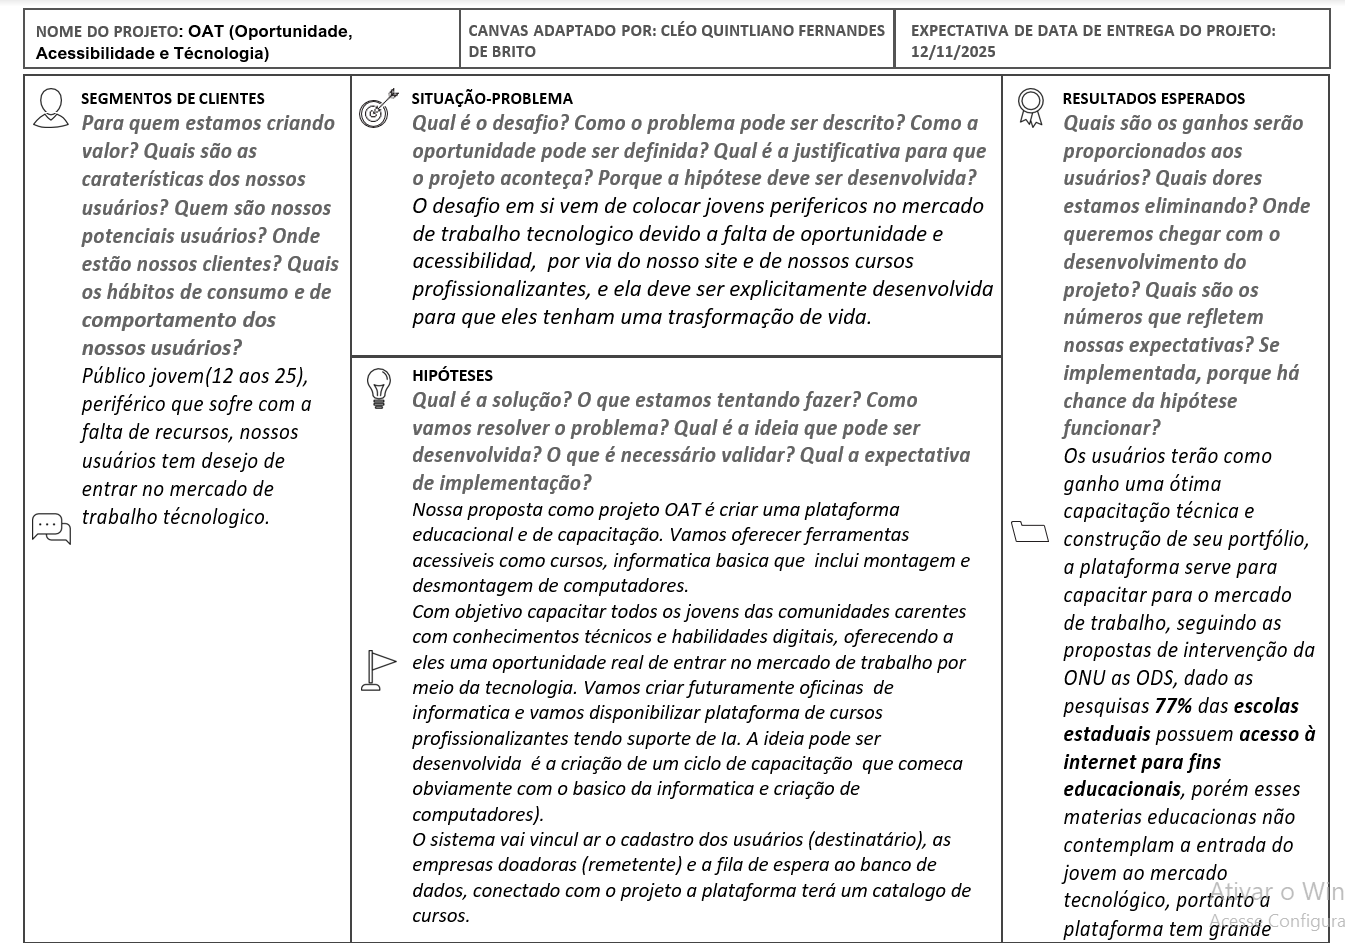 NOME DO PROJETO: OAT (Oportunidade,
Acessibilidade e Técnologia)
CANVAS ADAPTADO POR: CLÉO QUINTLIANO FERNANDES
DE BRITO
EXPECTATIVA DE DATA DE ENTREGA DO PROJETO:
12/11/2025
SEGMENTOS DE CLIENTES
Para quem estamos criando
valor? Quais são as
caraterísticas dos nossos
usuários? Quem são nossos
potenciais usuários? Onde
estão nossos clientes? Quais
os hábitos de consumo e de
comportamento dos
nossos usuários?
Público jovem(12 aos 25),
periférico que sofre com a
falta de recursos, nossos
usuários tem desejo de
entrar no mercado de
trabalho técnologico.
SITUAÇÃO-PROBLEMA
Qual é o desafio? Como o problema pode ser descrito? Como a
oportunidade pode ser definida? Qual é a justificativa para que
o projeto aconteça? Porque a hipótese deve ser desenvolvida?
O desafio em si vem de colocar jovens perifericos no mercado
de trabalho tecnologico devido a falta de oportunidade e
acessibilidad, por via do nosso site e de nossos cursos
profissionalizantes, e ela deve ser explicitamente desenvolvida
para que eles tenham uma trasformação de vida.
HIPÓTESES
Qual é a solução? O que estamos tentando fazer? Como
vamos resolver o problema? Qual é a ideia que pode ser
desenvolvida? O que é necessário validar? Qual a expectativa
de implementação?
Nossa proposta como projeto OAT é criar uma plataforma
educacional e de capacitação. Vamos oferecer ferramentas
acessiveis como cursos, informatica basica que inclui montagem e
desmontagem de computadores.
Com objetivo capacitar todos os jovens das comunidades carentes
com conhecimentos técnicos e habilidades digitais, oferecendo a
eles uma oportunidade real de entrar no mercado de trabalho por
meio da tecnologia. Vamos criar futuramente oficinas de
informatica e vamos disponibilizar plataforma de cursos
profissionalizantes tendo suporte de Ia. A ideia pode ser
desenvolvida é a criação de um ciclo de capacitação que comeca
obviamente com o basico da informatica e criação de
computadores).
O sistema vai vincul ar o cadastro dos usuários (destinatário), as
empresas doadoras (remetente) e a fila de espera ao banco de
dados, conectado com o projeto a plataforma terá um catalogo de
cursos.
RESULTADOS ESPERADOS
Quais são os ganhos serão
proporcionados aos
usuários? Quais dores
estamos eliminando? Onde
queremos chegar com o
desenvolvimento do
projeto? Quais são os
números que refletem
nossas expectativas? Se
implementada, porque há
chance da hipótese
funcionar?
Os usuários terão como
ganho uma ótima
capacitação técnica e
construção de seu portfólio,
a plataforma serve para
capacitar para o mercado
de trabalho, seguindo as
propostas de intervenção da
ONU as ODS, dado as
pesquisas 77% das escolas
estaduais possuem acesso à
internet para fins
educacionais, porém esses
materias educacionas não
contemplam a entrada do
jovem ao mercado
tecnológico, portanto a
plataforma tem grande
Ativar o Win
Acesse Configura